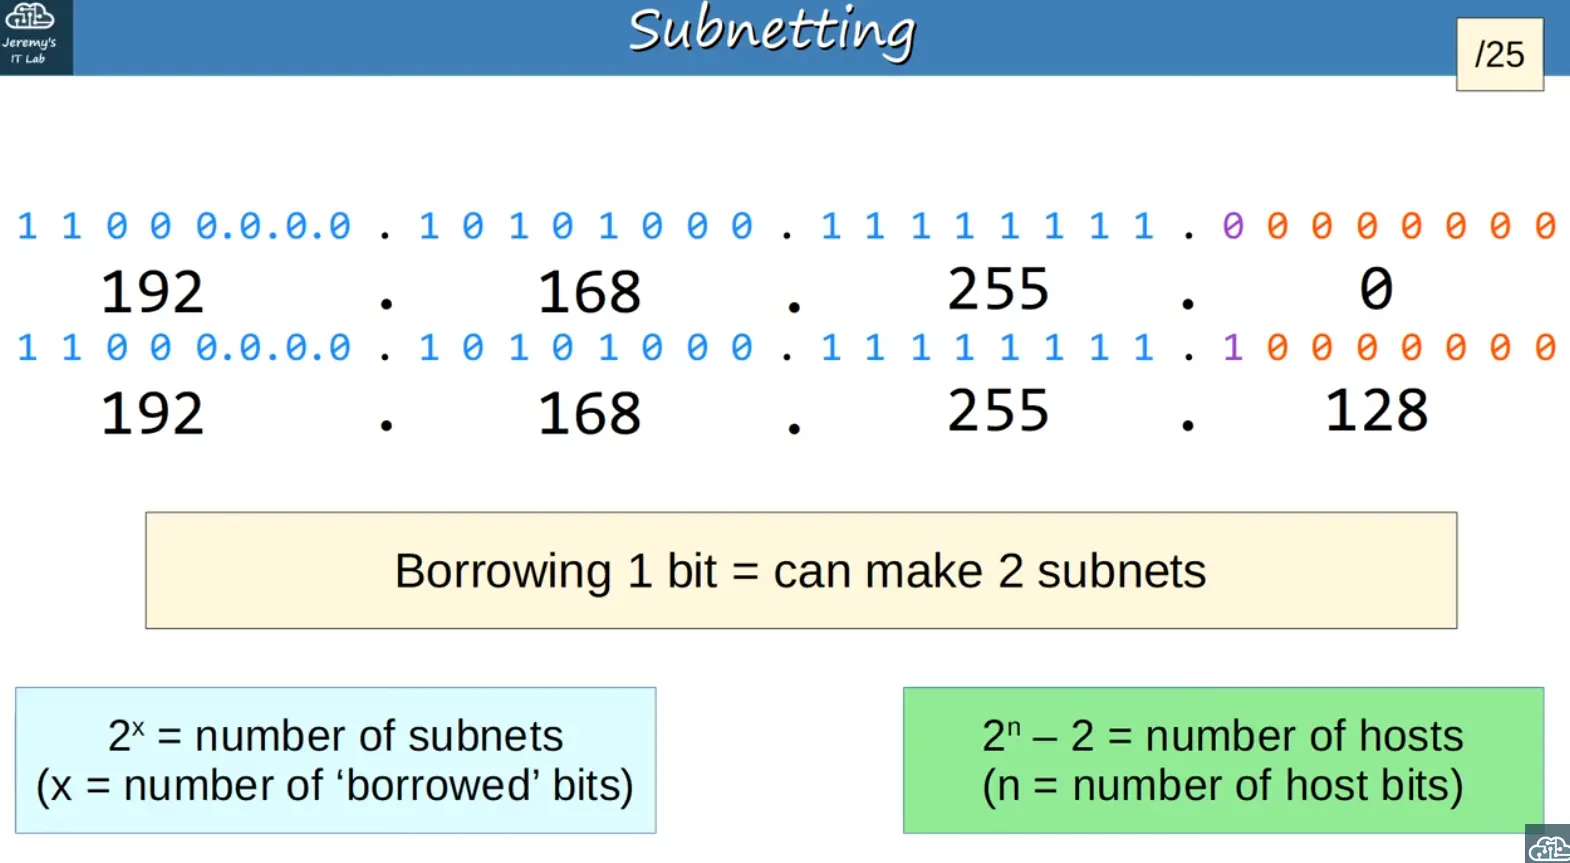 Jeremy's
IT Lab
Subnetting
/25
1 1 0 0 0.0.0.0 . 1 0 1 0 1 0 0 0 . 1 1 1 1 1 1 1 1 . 0 0 0 0 0 0 0 0
192 . 168 . 255 . 0
1 1 0 0 0.0.0.0 . 1 0 1 0 1 0 0 0 . 1 1 1 1 1 1 1 1 . 1 0 0 0 0 0 0 0
192 . 168 . 255 . 128
Borrowing 1 bit = can make 2 subnets
2ˣ = number of subnets
(x = number of ‘borrowed’ bits)
2ⁿ – 2 = number of hosts
(n = number of host bits)